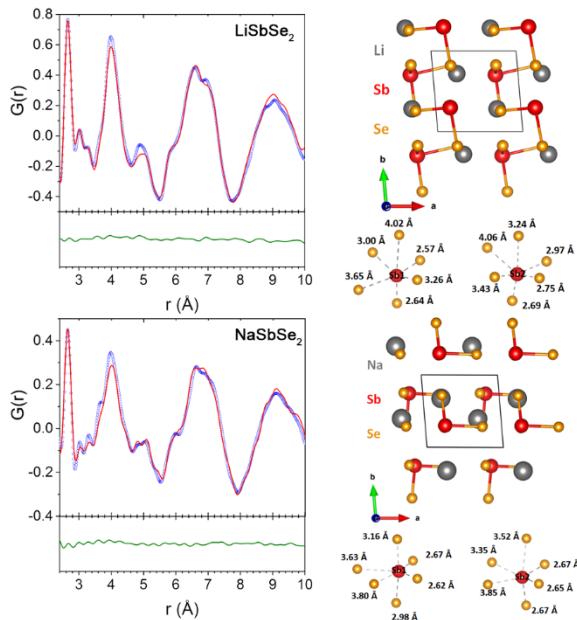 LiSbSe2
G(r)
0.8
0.6
0.4
0.2
0.0
-0.2
-0.4
3 4 5 6 7 8 9 10
r (Å)
Li
Sb
Se
b
a
4.02 Å
3.00 Å
2.57 Å
Sb1
3.65 Å
3.26 Å
2.64 Å
3.24 Å
4.06 Å
2.97 Å
Sb2
3.43 Å
2.75 Å
2.69 Å
NaSbSe2
G(r)
0.4
0.2
0.0
-0.2
-0.4
3 4 5 6 7 8 9 10
r (Å)
Na
Sb
Se
b
a
3.16 Å
3.63 Å
2.67 Å
Sb1
3.80 Å
2.62 Å
2.98 Å
3.52 Å
3.35 Å
2.67 Å
Sb2
3.85 Å
2.65 Å
2.67 Å